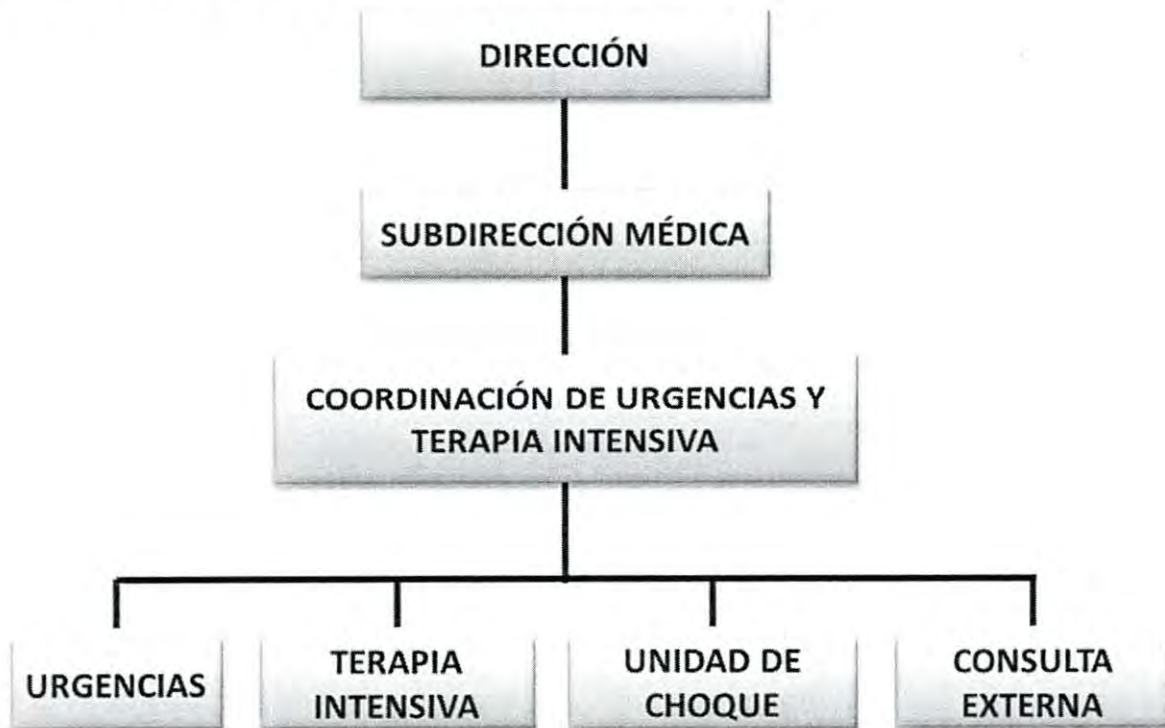 DIRECCIÓN
SUBDIRECCIÓN MÉDICA
COORDINACIÓN DE URGENCIAS Y
TERAPIA INTENSIVA
URGENCIAS
TERAPIA
INTENSIVA
UNIDAD DE
CHOQUE
CONSULTA
EXTERNA